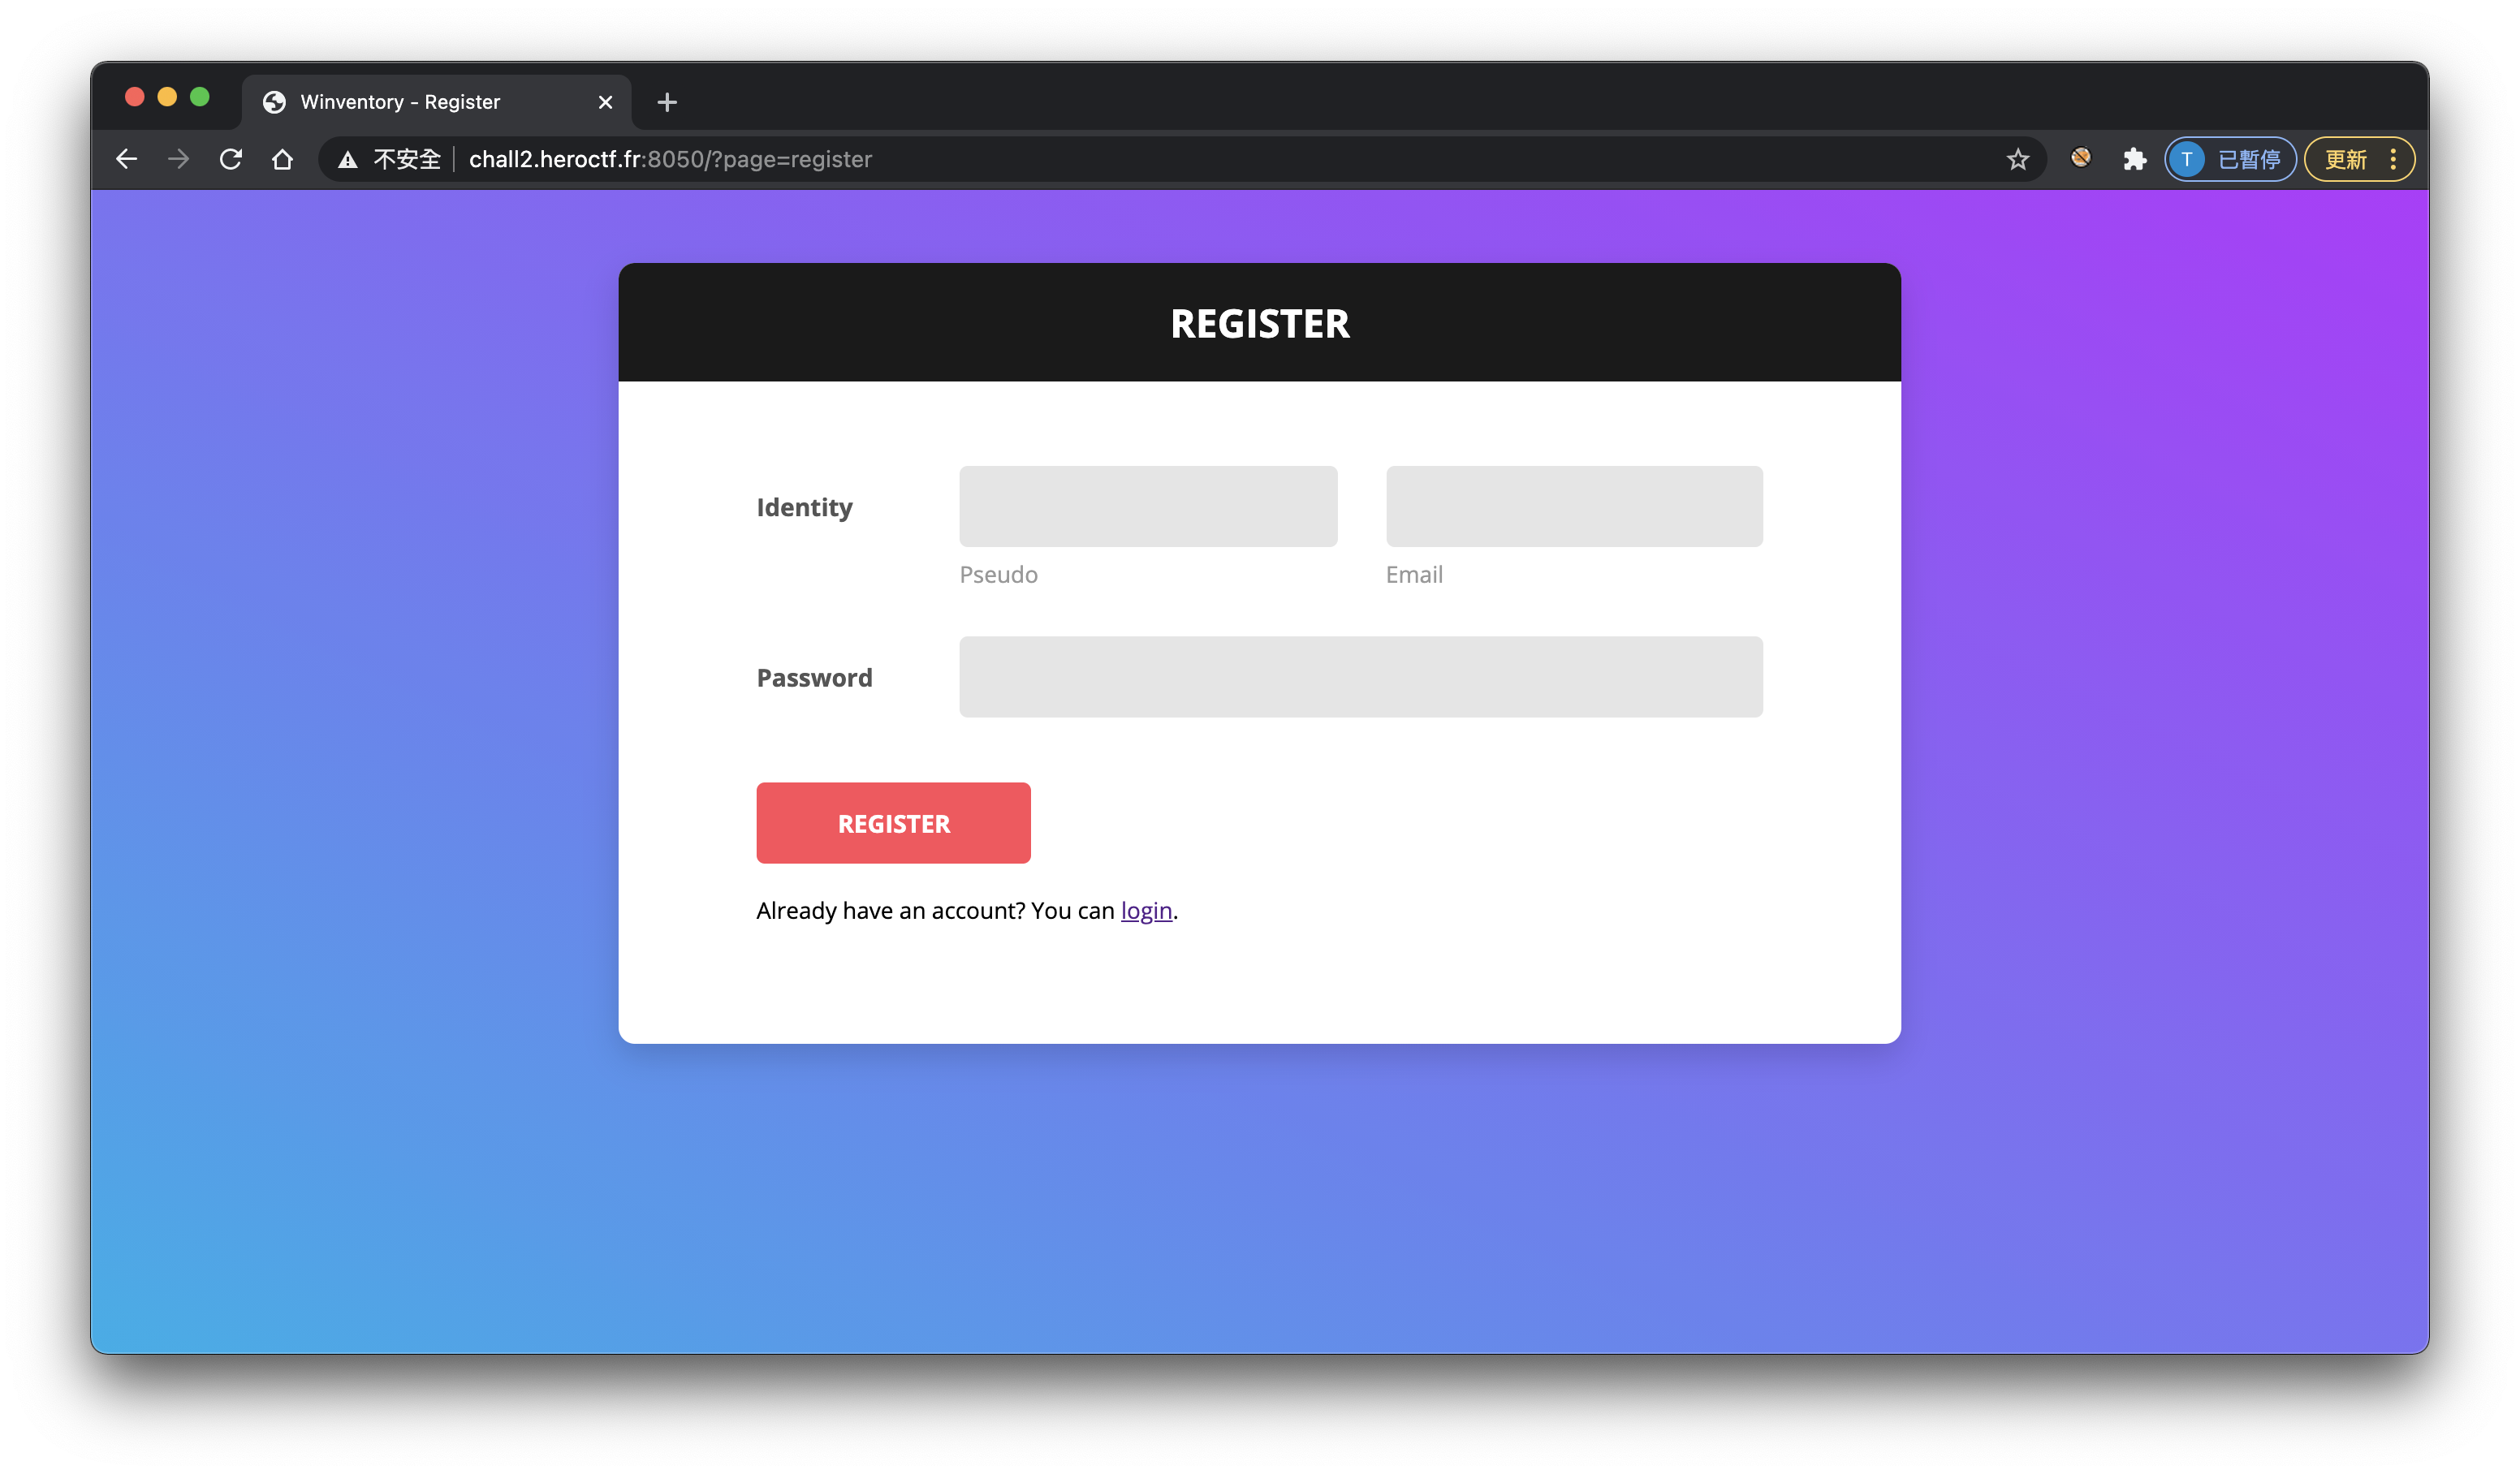 Winventory - Register
不安全 chall2.heroctf.fr:8050/?page=register T 已暫停 更新
REGISTER
Identity
Pseudo Email
Password
REGISTER
Already have an account? You can login.